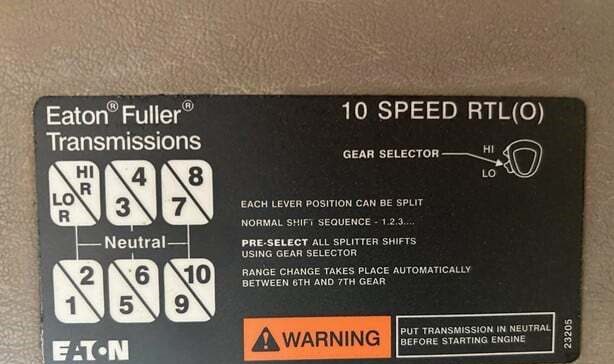 Eaton® Fuller®
Transmissions
10 SPEED RTL(O)
GEAR SELECTOR
HI
LO
HI
R
LO
R
4
3
8
7
Neutral
2
1
6
5
10
9
EACH LEVER POSITION CAN BE SPLIT
NORMAL SHIFT SEQUENCE - 1.2.3....
PRE-SELECT ALL SPLITTER SHIFTS
USING GEAR SELECTOR
RANGE CHANGE TAKES PLACE AUTOMATICALLY
BETWEEN 6TH AND 7TH GEAR
EATON
WARNING
PUT TRANSMISSION IN NEUTRAL
BEFORE STARTING ENGINE
23205